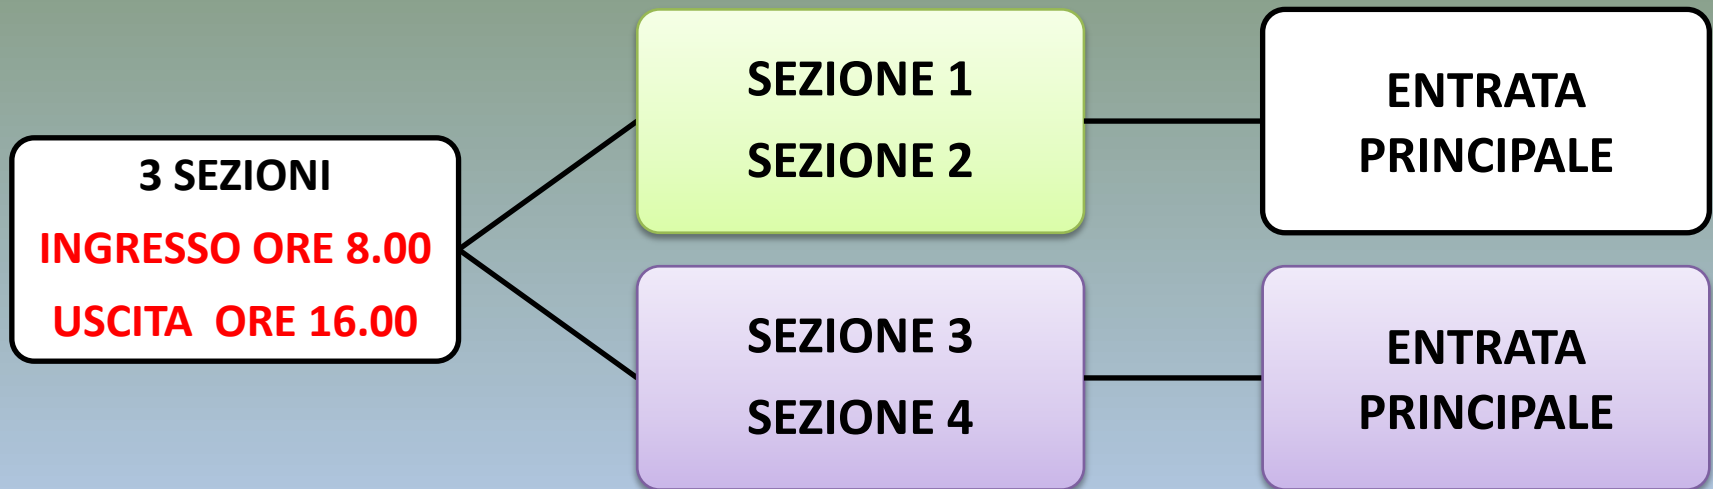 3 SEZIONI
INGRESSO ORE 8.00
USCITA  ORE 16.00
SEZIONE 1
SEZIONE 2
ENTRATA
PRINCIPALE
SEZIONE 3
SEZIONE 4
ENTRATA
PRINCIPALE